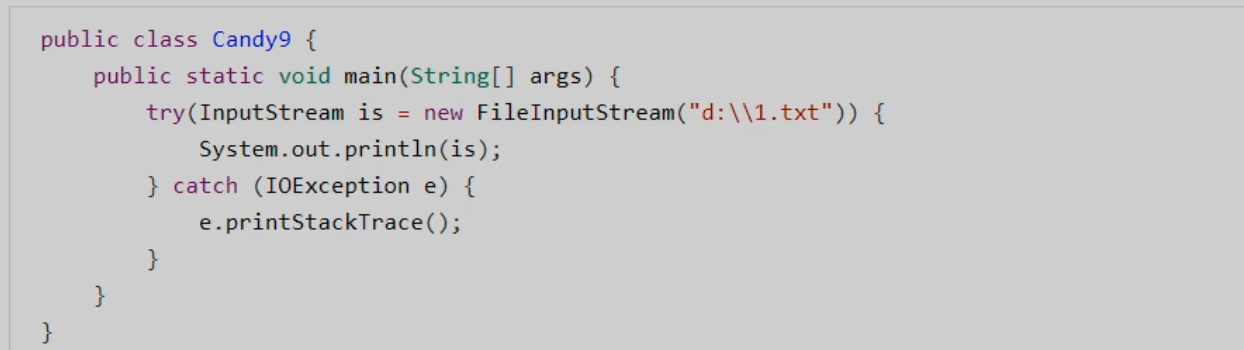 public class Candy9 {
    public static void main(String[] args) {
        try(InputStream is = new FileInputStream("d:\\1.txt")) {
            System.out.println(is);
        } catch (IOException e) {
            e.printStackTrace();
        }
    }
}